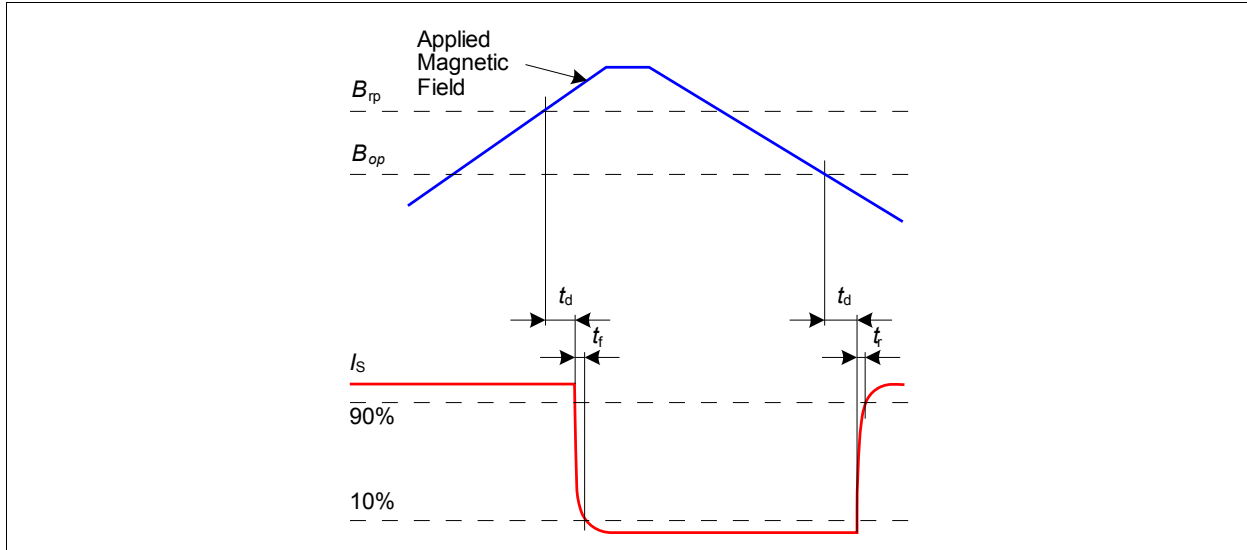 Applied
Magnetic
Field
Brp
Bop
td
td
tf
tr
IS
90%
10%